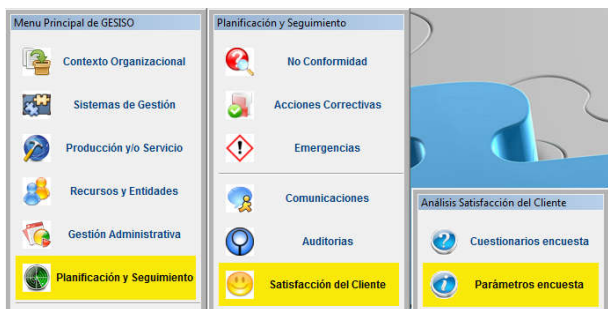 Menu Principal de GESISO
Contexto Organizacional
Sistemas de Gestión
Producción y/o Servicio
Recursos y Entidades
Gestión Administrativa
Planificación y Seguimiento
Planificación y Seguimiento
No Conformidad
Acciones Correctivas
Emergencias
Comunicaciones
Auditorias
Satisfacción del Cliente
Análisis Satisfacción del Cliente
Cuestionarios encuesta
Parámetros encuesta